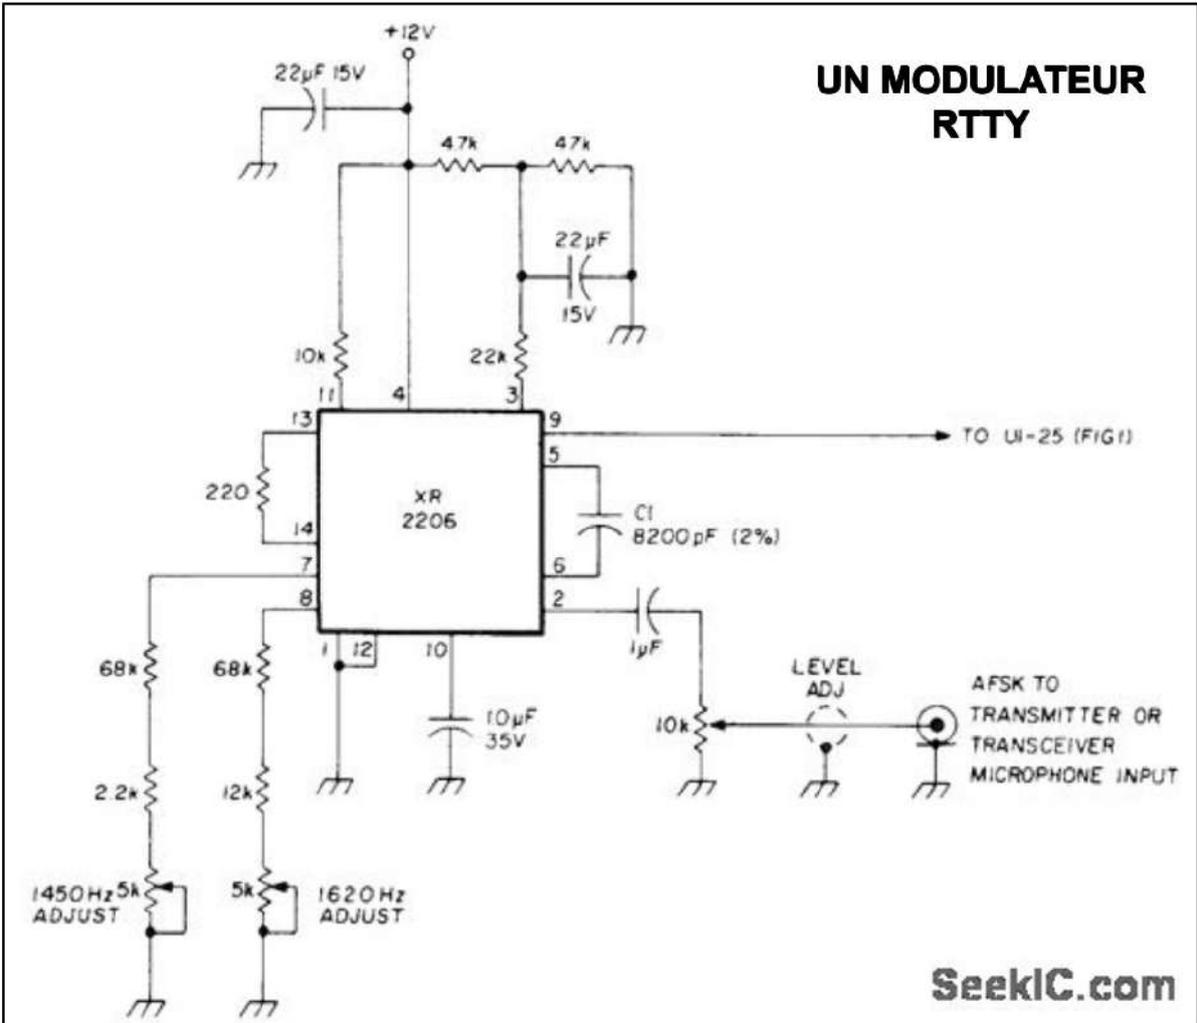 +12V
22µF 15V
UN MODULATEUR
RTTY
47k
47k
22µF
15V
10k
22k
11
4
3
13
9
TO U1-25 (FIG1)
5
220
XR
2206
C1
8200pF (2%)
14
7
6
8
2
1
12
10
1µF
68k
68k
LEVEL
ADJ
AFSK TO
TRANSMITTER OR
TRANSCEIVER
MICROPHONE INPUT
1.0µF
35V
10k
2.2k
12k
1450Hz
ADJUST
5k
5k
1620Hz
ADJUST
SeekIC.com